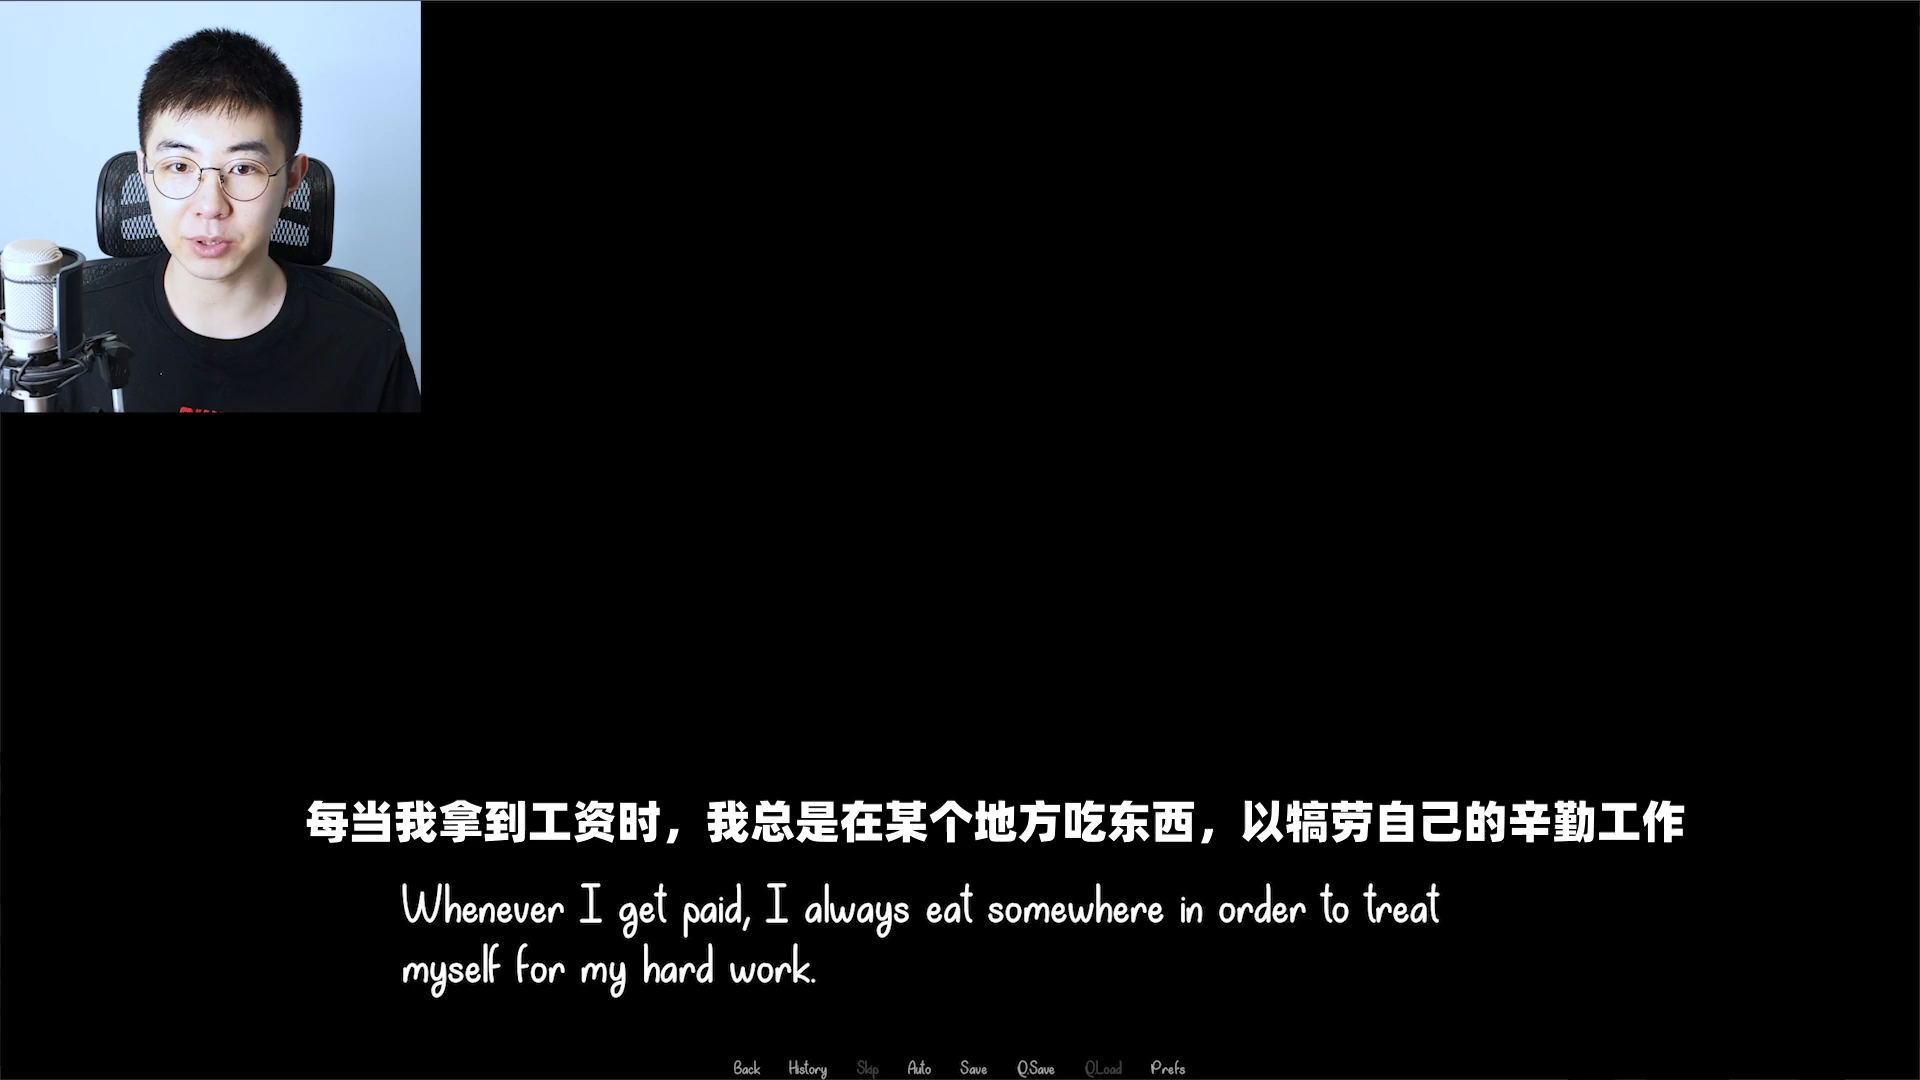 每当我拿到工资时，我总是在某个地方吃东西，以犒劳自己的辛勤工作
Whenever I get paid, I always eat somewhere in order to treat
myself for my hard work.
Back History Skip Auto Save Q.Save Q.Load Prefs